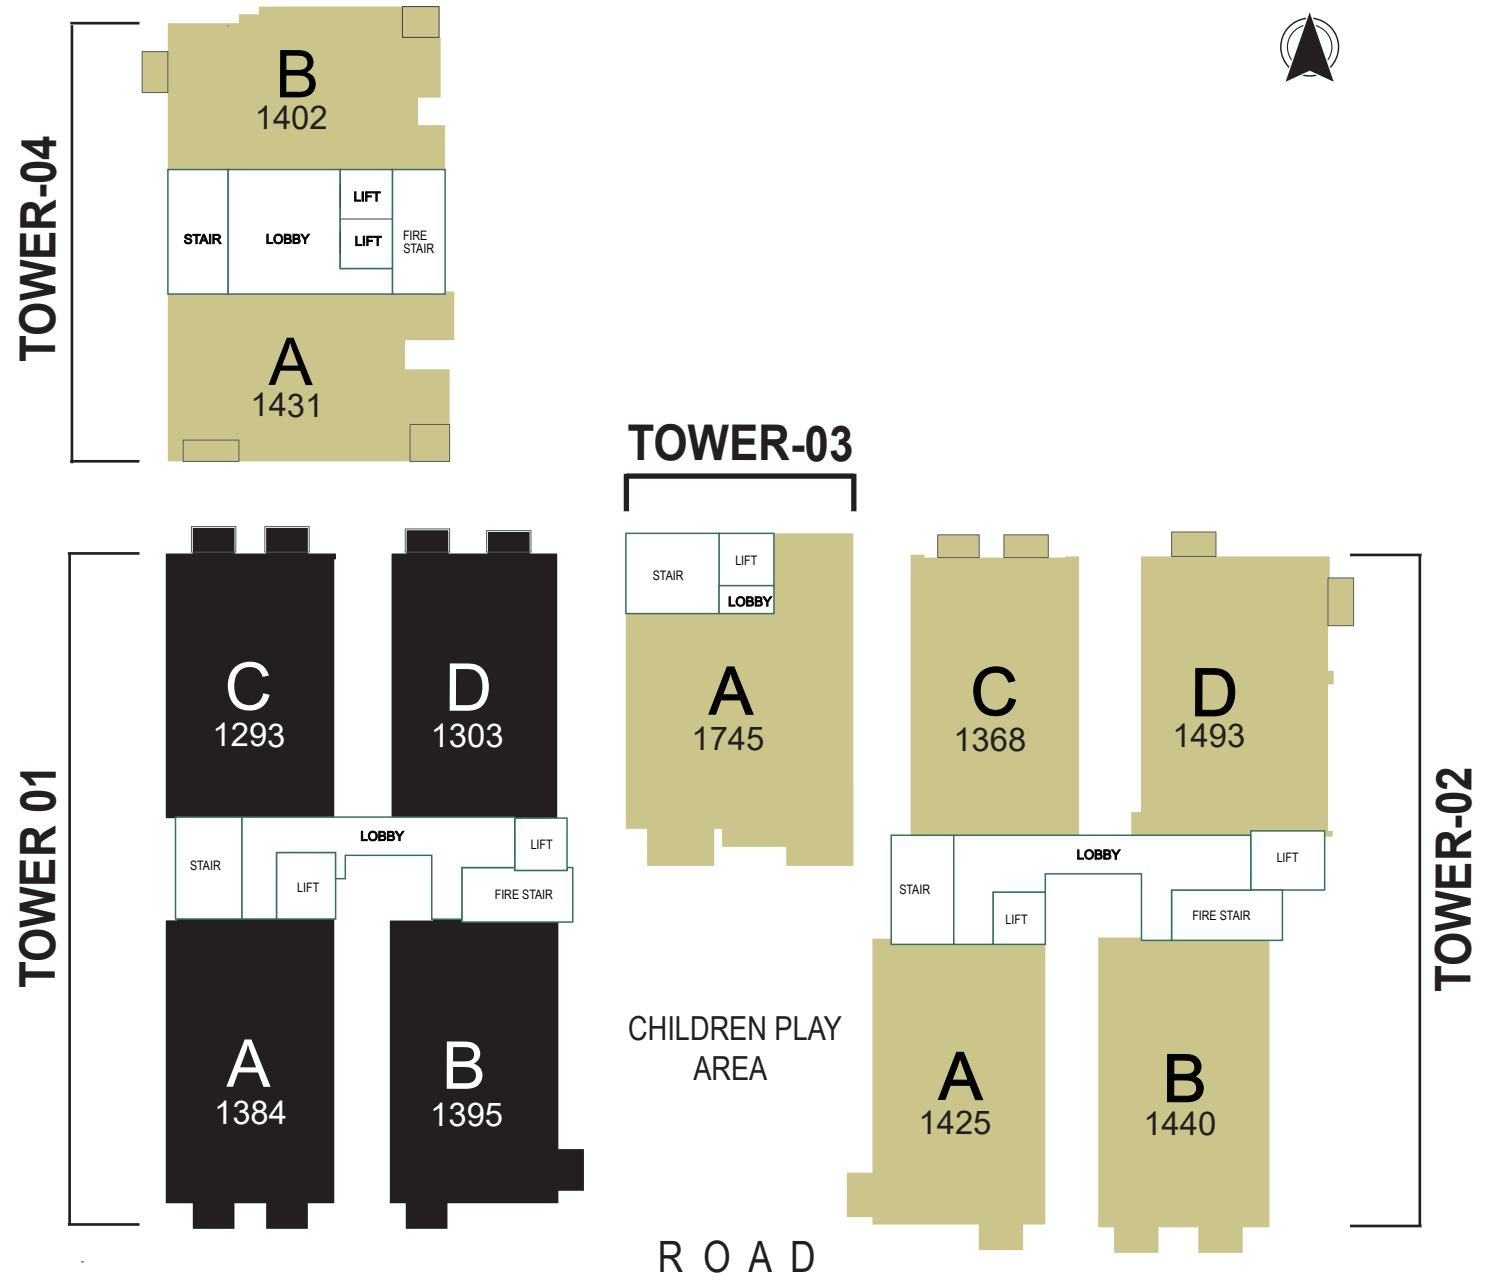 TOWER-04
B
1402
STAIR
LOBBY
LIFT
LIFT
FIRE
STAIR
A
1431
TOWER-03
STAIR
LIFT
LOBBY
A
1745
TOWER 01
C
1293
D
1303
LOBBY
STAIR
LIFT
LIFT
FIRE STAIR
A
1384
B
1395
CHILDREN PLAY
AREA
TOWER-02
C
1368
D
1493
LOBBY
STAIR
LIFT
LIFT
FIRE STAIR
A
1425
B
1440
ROAD